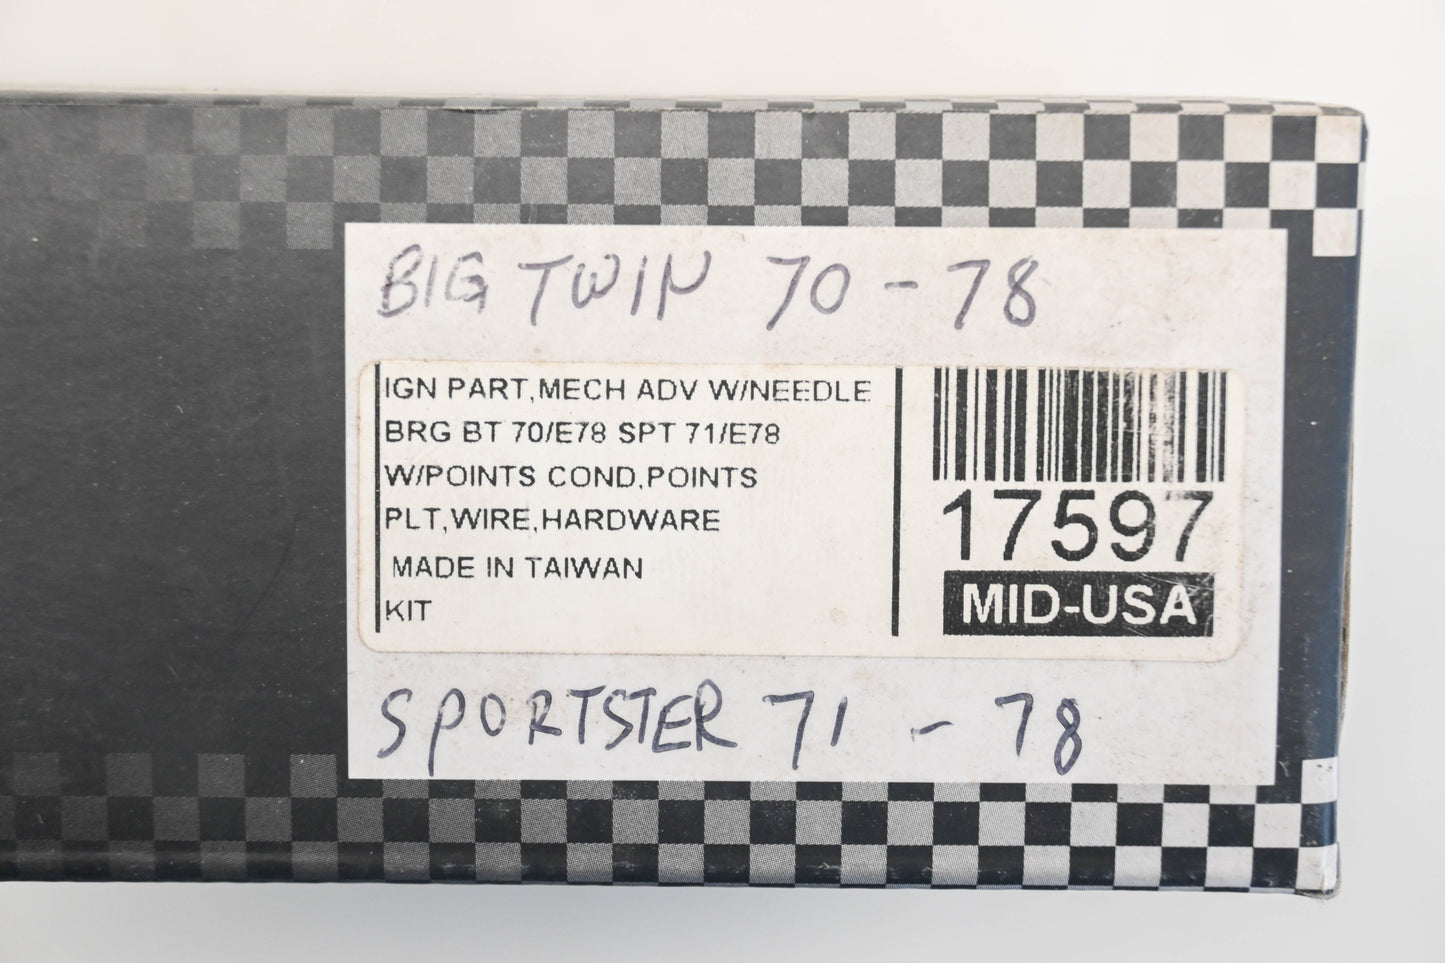 BIG TWIN 70 - 78
IGN PART,MECH ADV W/NEEDLE
BRG BT 70/E78 SPT 71/E78
W/POINTS COND,POINTS
PLT,WIRE,HARDWARE
MADE IN TAIWAN
KIT
17597
MID-USA
SPORTSTER 71 - 78